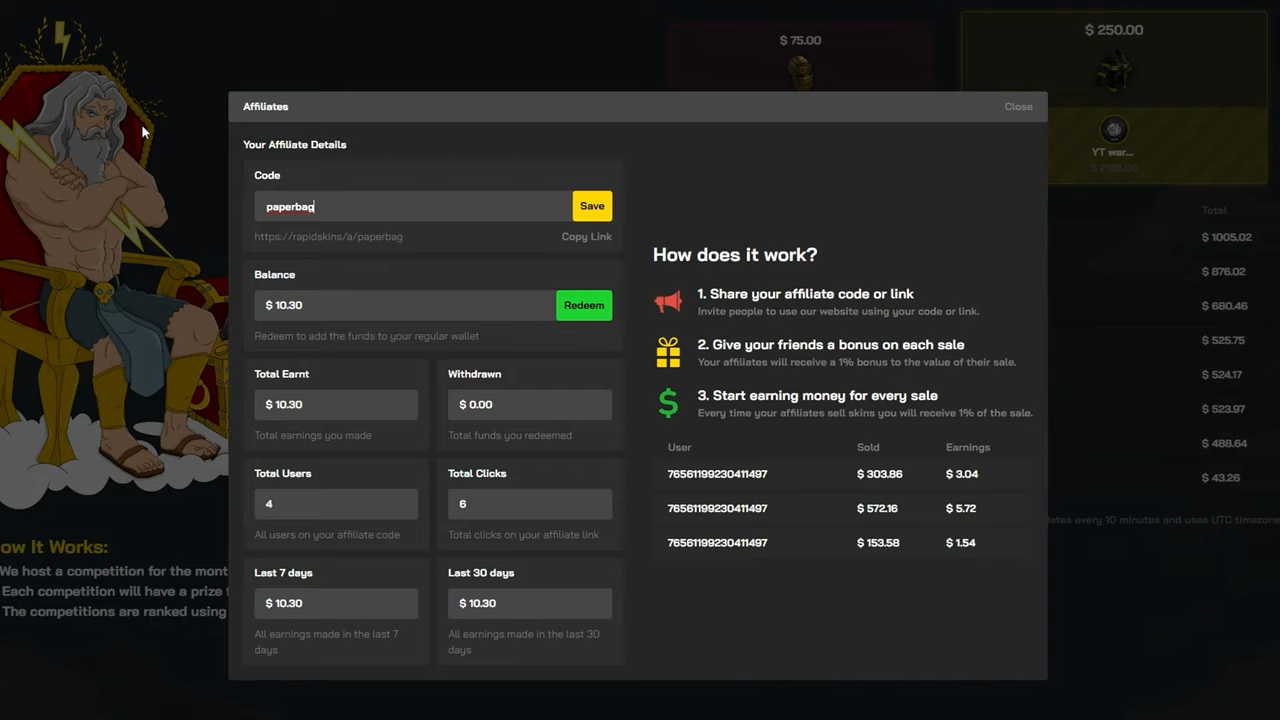 $ 75.00
$ 250.00
YT war...
$ 2128.06
Total
$ 1005.02
$ 876.02
$ 680.46
$ 525.75
$ 524.17
$ 523.97
$ 488.64
$ 43.26
lates every 10 minutes and uses UTC timezone
Affiliates
Close
Your Affiliate Details
Code
paperbag
Save
https://rapidskins/a/paperbag
Copy Link
Balance
$ 10.30
Redeem
Redeem to add the funds to your regular wallet
Total Earnt
Withdrawn
$ 10.30
$ 0.00
Total earnings you made
Total funds you redeemed
Total Users
Total Clicks
4
6
All users on your affiliate code
Total clicks on your affiliate link
Last 7 days
Last 30 days
$ 10.30
$ 10.30
All earnings made in the last 7
days
All earnings made in the last 30
days
How does it work?
1. Share your affiliate code or link
Invite people to use our website using your code or link.
2. Give your friends a bonus on each sale
Your affiliates will receive a 1% bonus to the value of their sale.
3. Start earning money for every sale
Every time your affiliates sell skins you will receive 1% of the sale.
User Sold Earnings
76561199230411497 $ 303.86 $ 3.04
76561199230411497 $ 572.16 $ 5.72
76561199230411497 $ 153.58 $ 1.54
ow It Works:
We host a competition for the mont
Each competition will have a prize
The competitions are ranked using